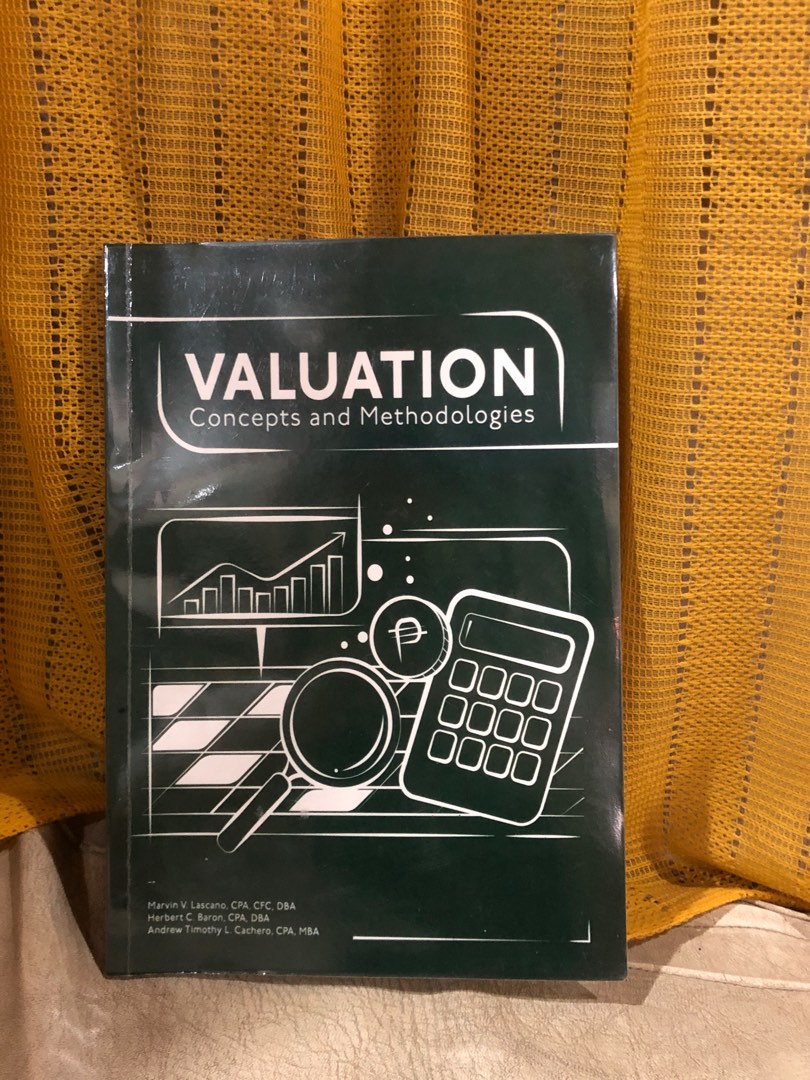 VALUATION
Concepts and Methodologies
₱
Marvin V. Lascano, CPA, CFC, DBA
Herbert C. Baron, CPA, DBA
Andrew Timothy L. Cachero, CPA, MBA